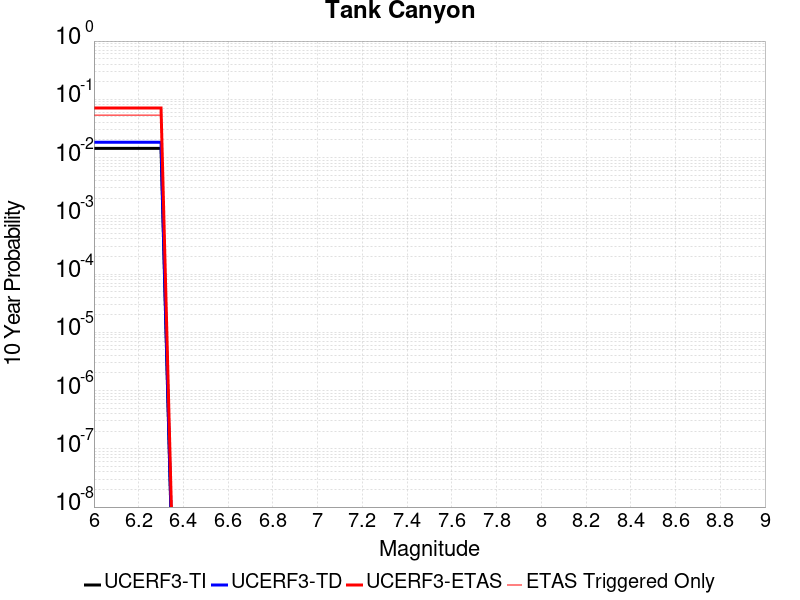 Tank Canyon
10^0
10^-1
10^-2
10^-3
10^-4
10^-5
10^-6
10^-7
10^-8
10 Year Probability
6 6.2 6.4 6.6 6.8 7 7.2 7.4 7.6 7.8 8 8.2 8.4 8.6 8.8 9
Magnitude
UCERF3-TI UCERF3-TD UCERF3-ETAS ETAS Triggered Only